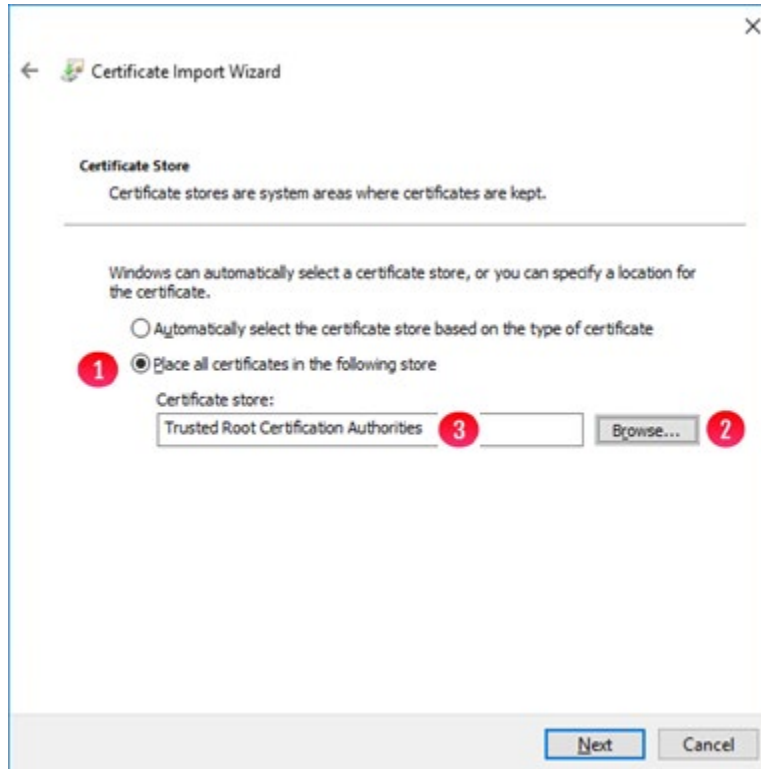 Certificate Import Wizard
Certificate Store
Certificate stores are system areas where certificates are kept.
Windows can automatically select a certificate store, or you can specify a location for
the certificate.
Automatically select the certificate store based on the type of certificate
1 Place all certificates in the following store
Certificate store:
Trusted Root Certification Authorities 3 Browse... 2
Next Cancel